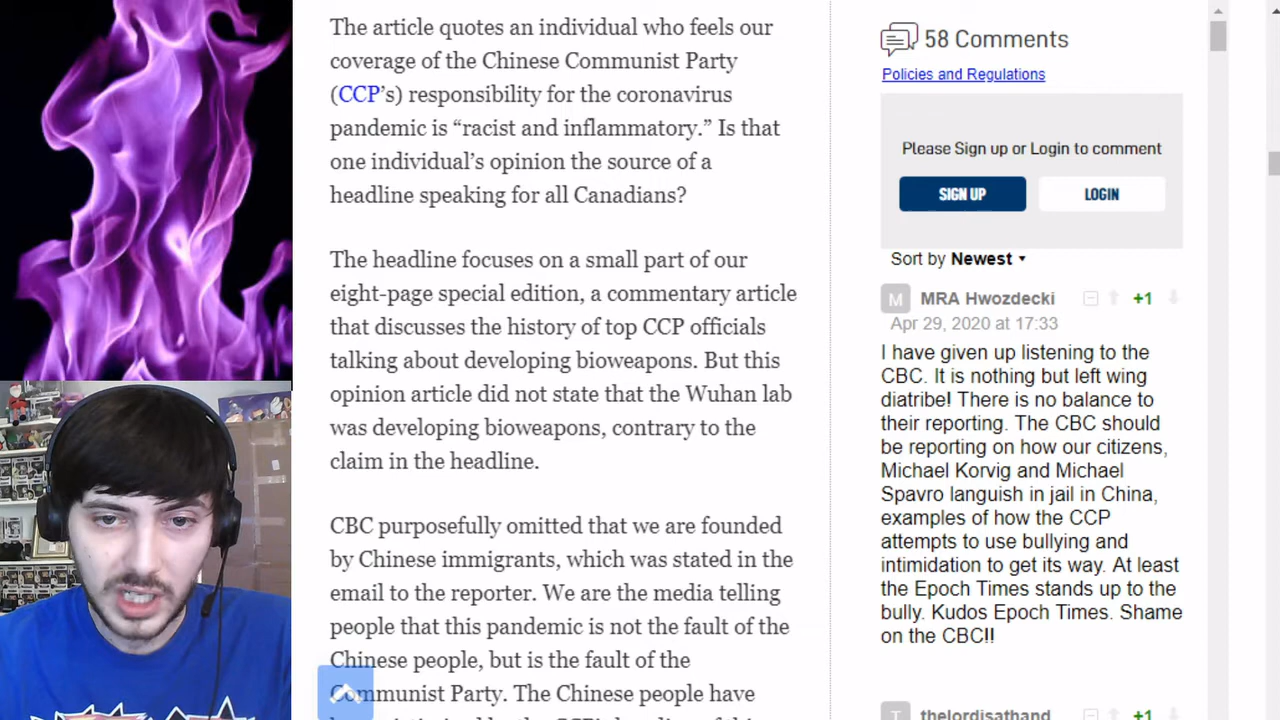 The article quotes an individual who feels our
coverage of the Chinese Communist Party
(CCP’s) responsibility for the coronavirus
pandemic is “racist and inflammatory.” Is that
one individual’s opinion the source of a
headline speaking for all Canadians?
The headline focuses on a small part of our
eight-page special edition, a commentary article
that discusses the history of top CCP officials
talking about developing bioweapons. But this
opinion article did not state that the Wuhan lab
was developing bioweapons, contrary to the
claim in the headline.
CBC purposefully omitted that we are founded
by Chinese immigrants, which was stated in the
email to the reporter. We are the media telling
people that this pandemic is not the fault of the
Chinese people, but is the fault of the
Communist Party. The Chinese people have
58 Comments
Policies and Regulations
Please Sign up or Login to comment
SIGN UP
LOGIN
Sort by Newest
M MRA Hwozdecki +1
Apr 29, 2020 at 17:33
I have given up listening to the
CBC. It is nothing but left wing
diatribe! There is no balance to
their reporting. The CBC should
be reporting on how our citizens,
Michael Korvig and Michael
Spavro languish in jail in China,
examples of how the CCP
attempts to use bullying and
intimidation to get its way. At least
the Epoch Times stands up to the
bully. Kudos Epoch Times. Shame
on the CBC!!
thelordisathand +1